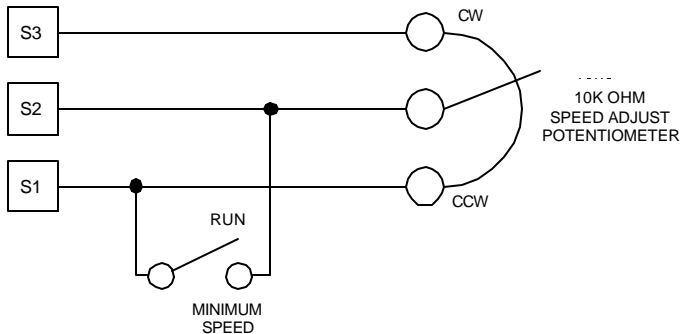 S3
CW
S2
10K OHM
SPEED ADJUST
POTENTIOMETER
S1
CCW
RUN
MINIMUM
SPEED